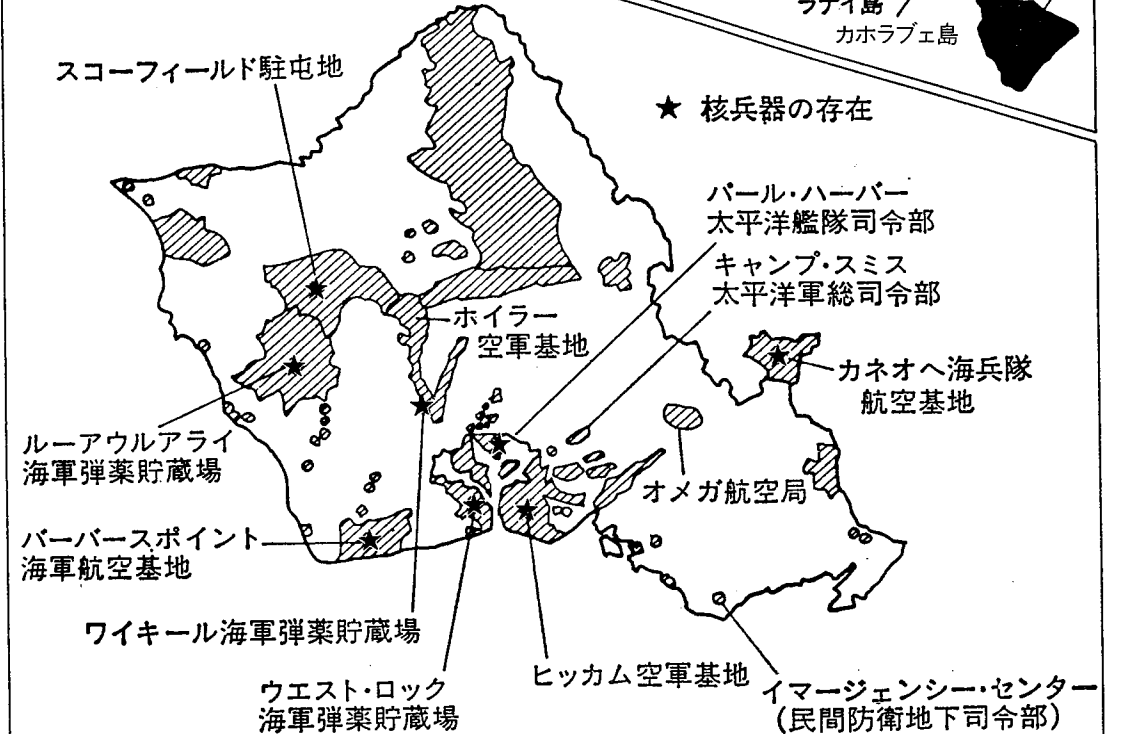 ラナイ島
カホラブェ島
スコーフィールド駐屯地
★ 核兵器の存在
パール・ハーバー
太平洋艦隊司令部
キャンプ・スミス
太平洋軍総司令部
ホイラー
空軍基地
カネオヘ海兵隊
航空基地
ルーアウルアライ
海軍弾薬貯蔵場
オメガ航空局
バーバースポイント
海軍航空基地
ワイキール海軍弾薬貯蔵場
ヒッカム空軍基地
ウエスト・ロック
海軍弾薬貯蔵場
イマージェンシー・センター
(民間防衛地下司令部)